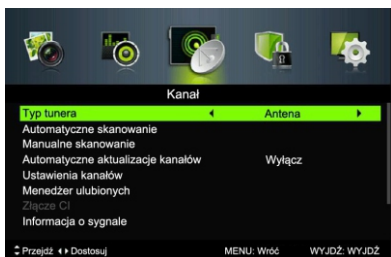 Kanał
Typ tunera Antena
Automatyczne skanowanie
Manualne skanowanie
Automatyczne aktualizacje kanałów Wyłącz
Ustawienia kanałów
Menedżer ulubionych
Złącze CI
Informacja o sygnale
Przejdź Dostosuj MENU: Wróć WYJDŹ: WYJDŹ